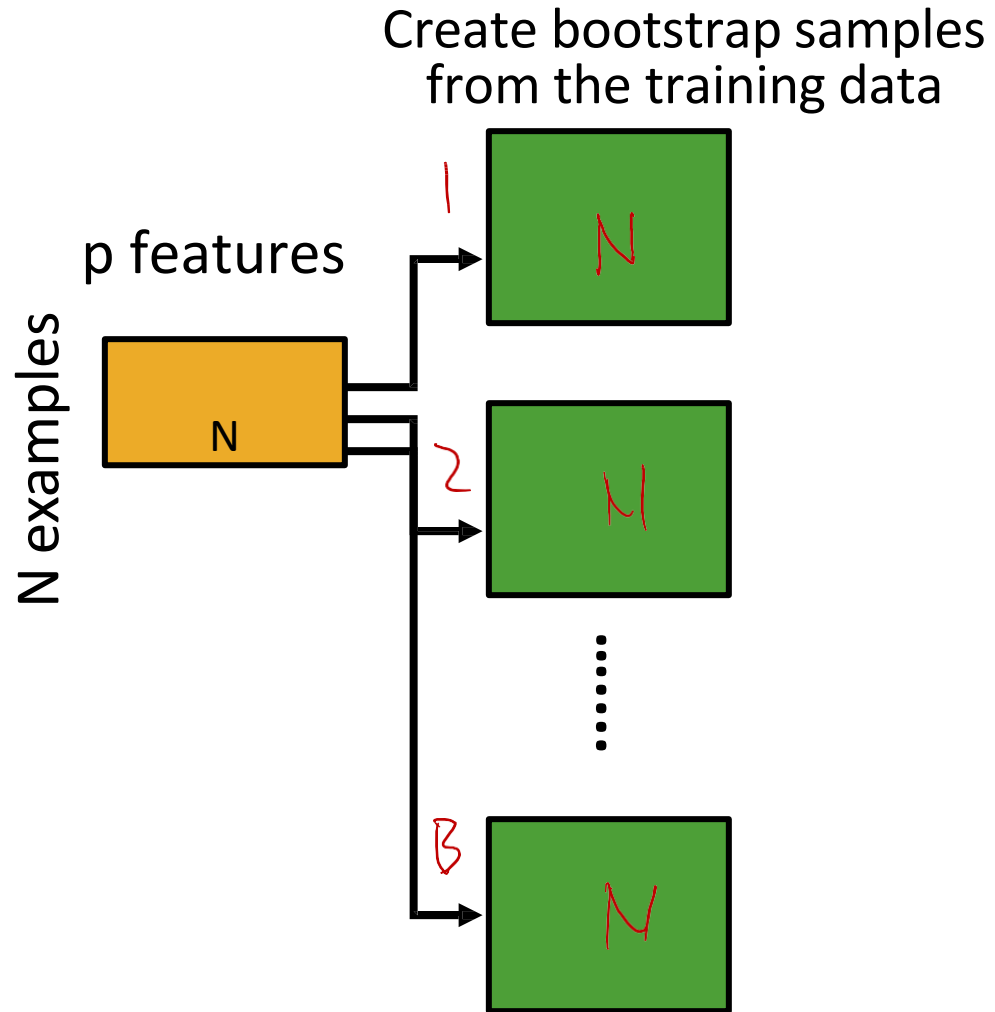 Create bootstrap samples
from the training data
1
N
p features
N examples
N
2
N
B
N